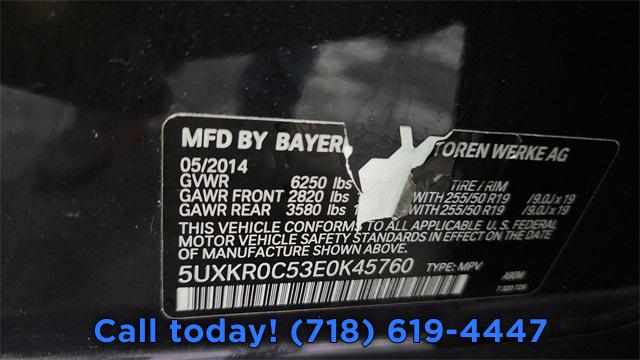 MFD BY BAYER TOREN WERKE AG
05/2014
GVWR 6250 lbs TIRE / RIM
GAWR FRONT 2820 lbs WITH 255/50 R19 / 9.0J x 19
GAWR REAR 3580 lbs WITH 255/50 R19 / 9.0J x 19
THIS VEHICLE CONFORMS TO ALL APPLICABLE U.S. FEDERAL
MOTOR VEHICLE SAFETY STANDARDS IN EFFECT ON THE DATE
OF MANUFACTURE SHOWN ABOVE.
5UXKR0C53E0K45760 TYPE: MPV A90M
Call today! (718) 619-4447